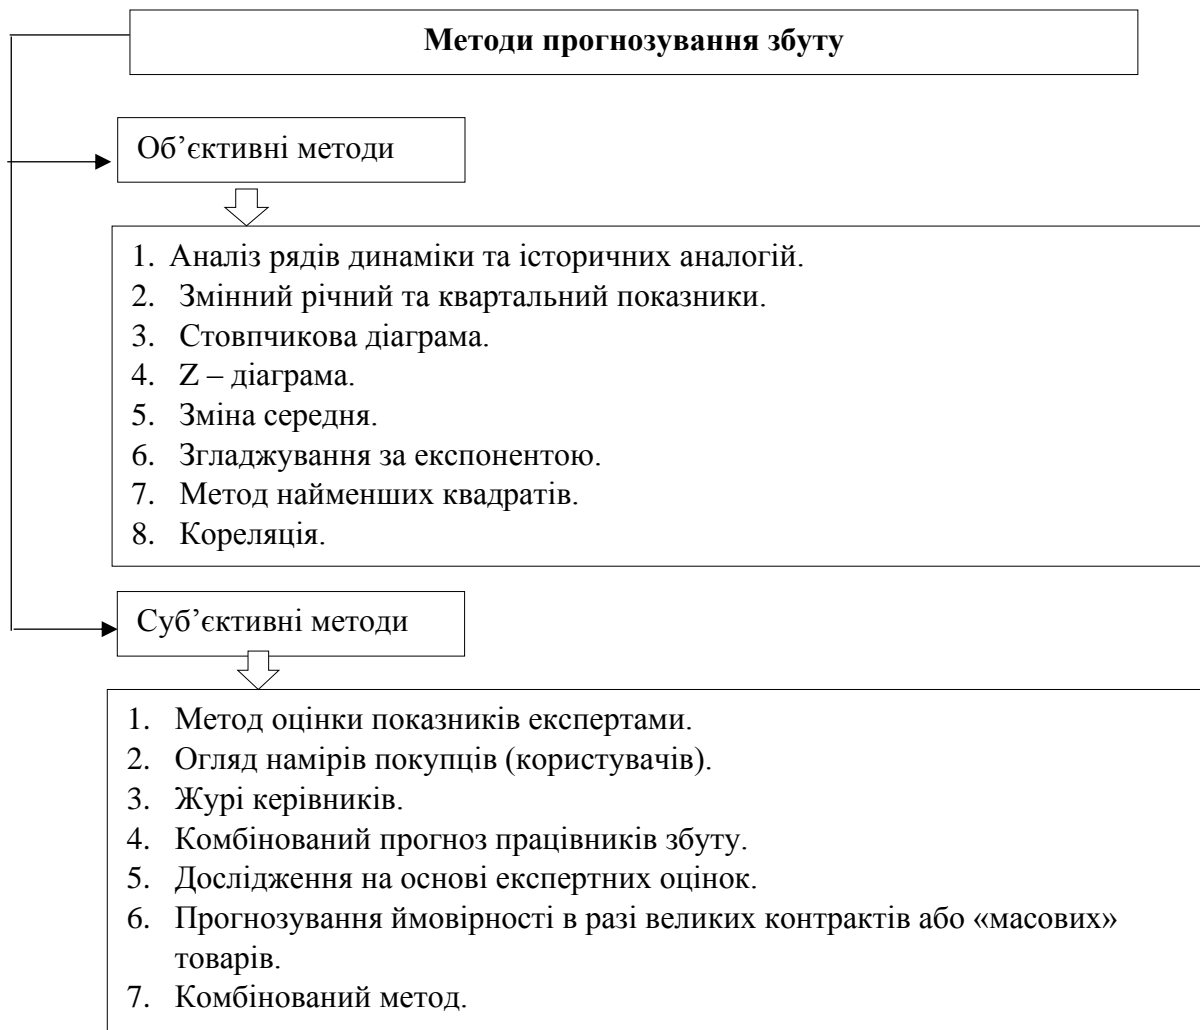 Методи прогнозування збуту
Об’єктивні методи
1. Аналіз рядів динаміки та історичних аналогій.
2. Змінний річний та квартальний показники.
3. Стовпчикова діаграма.
4. Z – діаграма.
5. Зміна середня.
6. Згладжування за експонентою.
7. Метод найменших квадратів.
8. Кореляція.
Суб’єктивні методи
1. Метод оцінки показників експертами.
2. Огляд намірів покупців (користувачів).
3. Журі керівників.
4. Комбінований прогноз працівників збуту.
5. Дослідження на основі експертних оцінок.
6. Прогнозування ймовірності в разі великих контрактів або «масових»
товарів.
7. Комбінований метод.